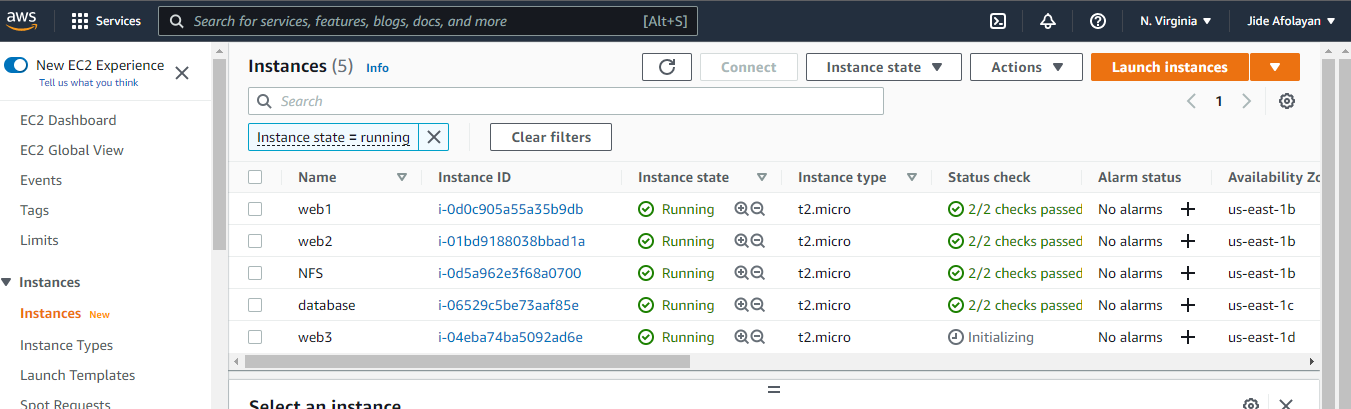 aws Services Search for services, features, blogs, docs, and more [Alt+S] N. Virginia Jide Afolayan
New EC2 Experience
Tell us what you think
EC2 Dashboard
EC2 Global View
Events
Tags
Limits
Instances
Instances New
Instance Types
Launch Templates
Spot Requests
Instances (5) Info Connect Instance state Actions Launch instances
Search 1
Instance state = running Clear filters
Name Instance ID Instance state Instance type Status check Alarm status Availability Zo
web1 i-0d0c905a55a35b9db Running t2.micro 2/2 checks passed No alarms us-east-1b
web2 i-01bd9188038bbad1a Running t2.micro 2/2 checks passed No alarms us-east-1b
NFS i-0d5a962e3f68a0700 Running t2.micro 2/2 checks passed No alarms us-east-1b
database i-06529c5be73aaf85e Running t2.micro 2/2 checks passed No alarms us-east-1c
web3 i-04eba74ba5092ad6e Running t2.micro Initializing No alarms us-east-1d
Select an instance